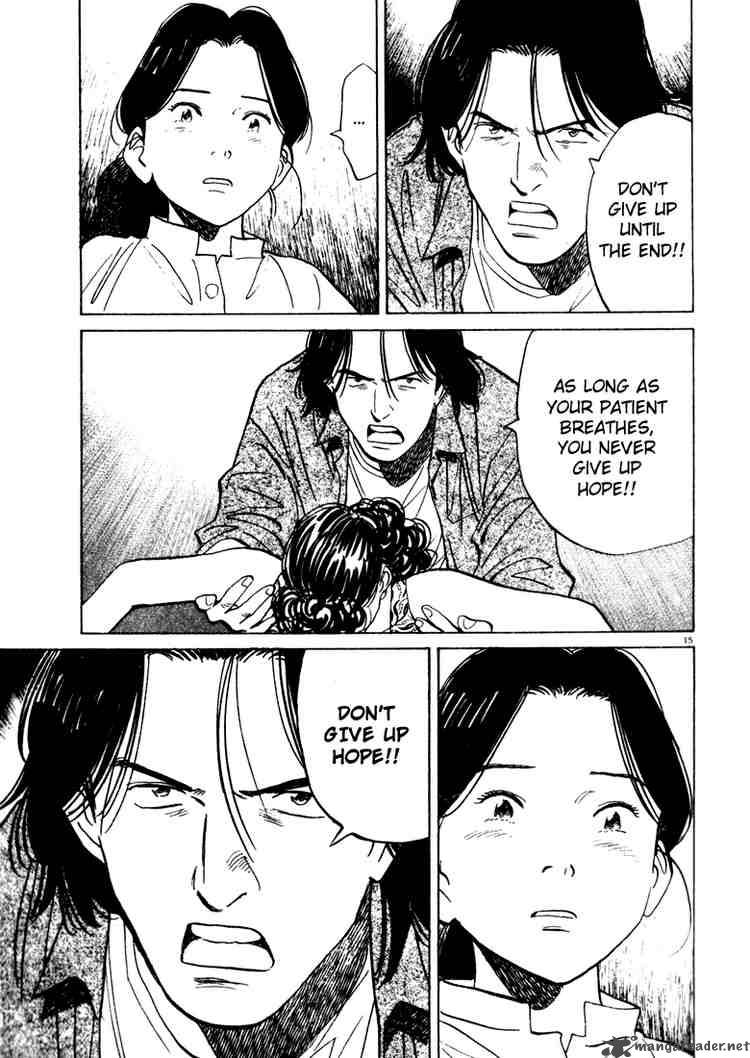 DON'T
GIVE UP
UNTIL
THE END!!
...
AS LONG AS
YOUR PATIENT
BREATHES,
YOU NEVER
GIVE UP
HOPE!!
15
DON'T
GIVE UP
HOPE!!
mangareader.net